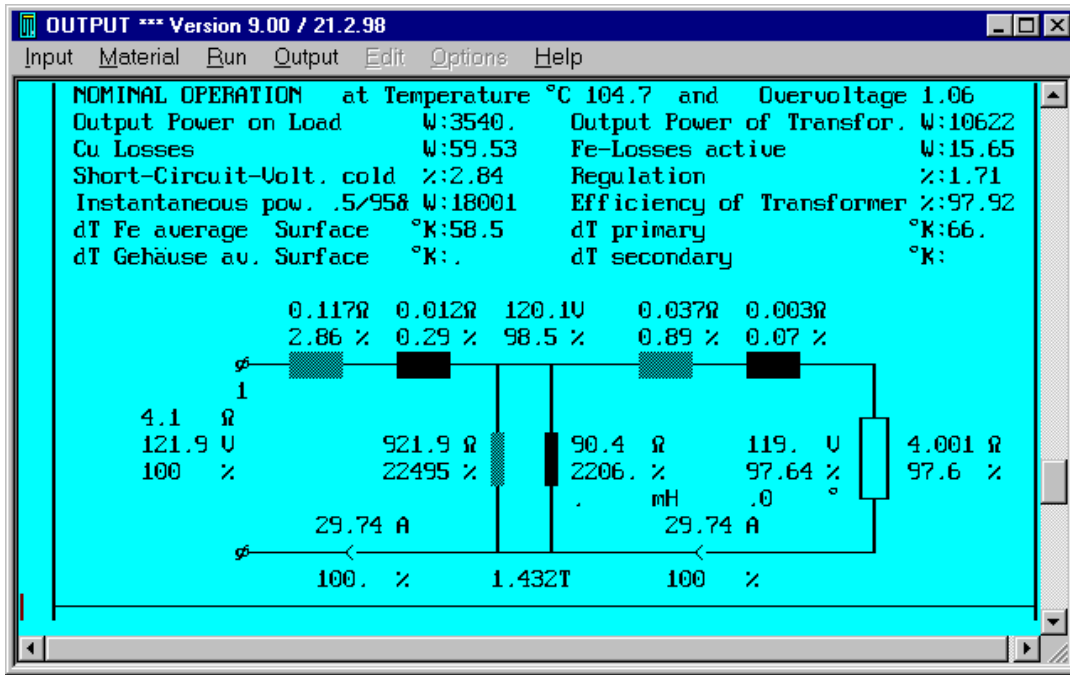 OUTPUT *** Version 9.00 / 21.2.98
Input Material Run Output Edit Options Help
NOMINAL OPERATION at Temperature °C 104.7 and Overvoltage 1.06
Output Power on Load W:3540. Output Power of Transfor. W:10622
Cu Losses W:59.53 Fe-Losses active W:15.65
Short-Circuit-Volt. cold %:2.84 Regulation %:1.71
Instantaneous pow. .5/95& W:18001 Efficiency of Transformer %:97.92
dT Fe average Surface °K:58.5 dT primary °K:66.
dT Gehäuse av. Surface °K:. dT secondary °K:
0.117Ω 0.012Ω 120.1V 0.037Ω 0.003Ω
2.86 % 0.29 % 98.5 % 0.89 % 0.07 %
1
4.1 Ω
121.9 V 921.9 Ω 90.4 Ω 119. V 4.001 Ω
100 % 22495 % 2206. % 97.64 % 97.6 %
. mH .0 °
29.74 A 29.74 A
100. % 1.432T 100 %